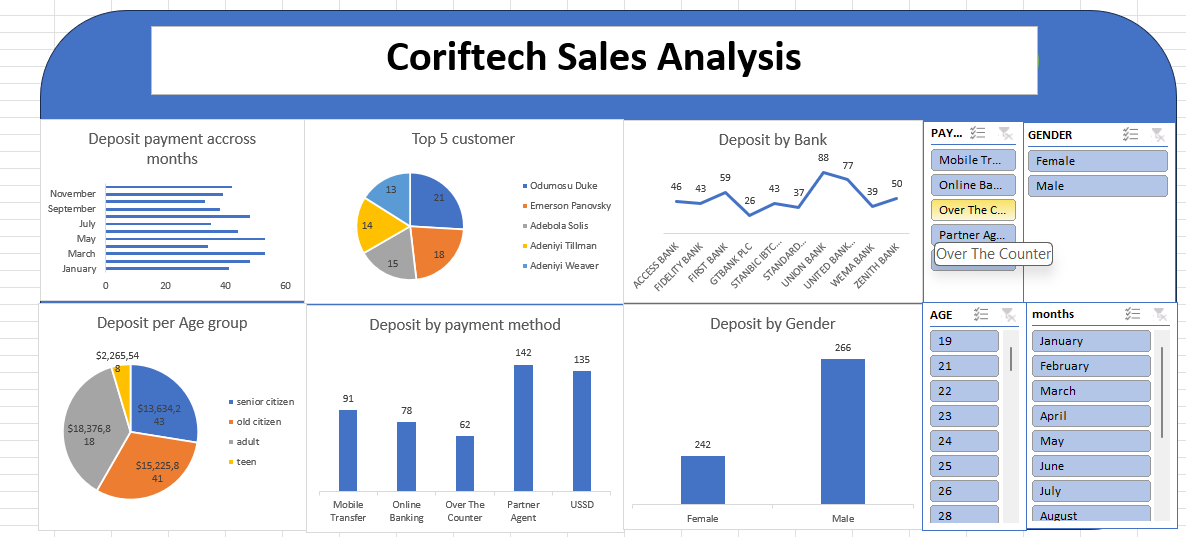 Coriftech Sales Analysis
Deposit payment accross
months
November
September
July
May
March
January
0 20 40 60
Top 5 customer
13
21
14
18
15
Odumosu Duke
Emerson Panovsky
Adebola Solis
Adeniyi Tillman
Adeniyi Weaver
Deposit by Bank
46 43 59 26 43 37 88 77 39 50
ACCESS BANK
FIDELITY BANK
FIRST BANK
GTBANK PLC
STANBIC IBTC...
STANDARD...
UNION BANK
UNITED BANK...
WEMA BANK
ZENITH BANK
PAY...
Mobile Tr...
Online Ba...
Over The C...
Partner Ag...
Over The Counter
GENDER
Female
Male
Deposit per Age group
$2,265,54
8
$13,634,2
43
$18,376,8
18
$15,225,8
41
senior citizen
old citizen
adult
teen
Deposit by payment method
91 78 62 142 135
Mobile
Transfer
Online
Banking
Over The
Counter
Partner
Agent
USSD
Deposit by Gender
242
266
Female
Male
AGE
19
21
22
23
24
25
26
28
months
January
February
March
April
May
June
July
August